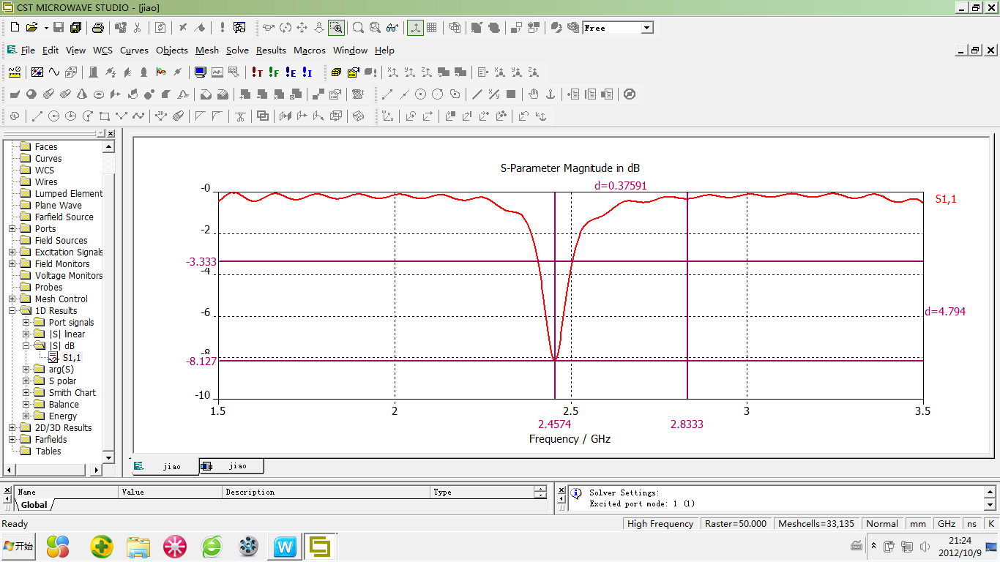 CST MICROWAVE STUDIO - [jiao]
Free
File Edit View WCS Curves Objects Mesh Solve Results Macros Window Help
!T !F !E !I
Faces
Curves
WCS
Wires
Lumped Element
Plane Wave
Farfield Source
Ports
Field Sources
Excitation Signals
Field Monitors
Voltage Monitors
Probes
Mesh Control
1D Results
Port signals
|S| linear
|S| dB
S1,1
arg(S)
S polar
Smith Chart
Balance
Energy
2D/3D Results
Farfields
Tables
S-Parameter Magnitude in dB
d=0.37591
-0
S1,1
-2
-3.333
-4
-6
d=4.794
-8
-8.127
-10
1.5 2 2.5 3 3.5
2.4574 2.8333
Frequency / GHz
jiao jiao
Name Value Description Type
Global
Solver Settings:
Excited port mode: 1 (1)
Ready High Frequency Raster=50.000 Meshcells=33,135 Normal mm GHz ns K
开始
W
21:24
2012/10/9